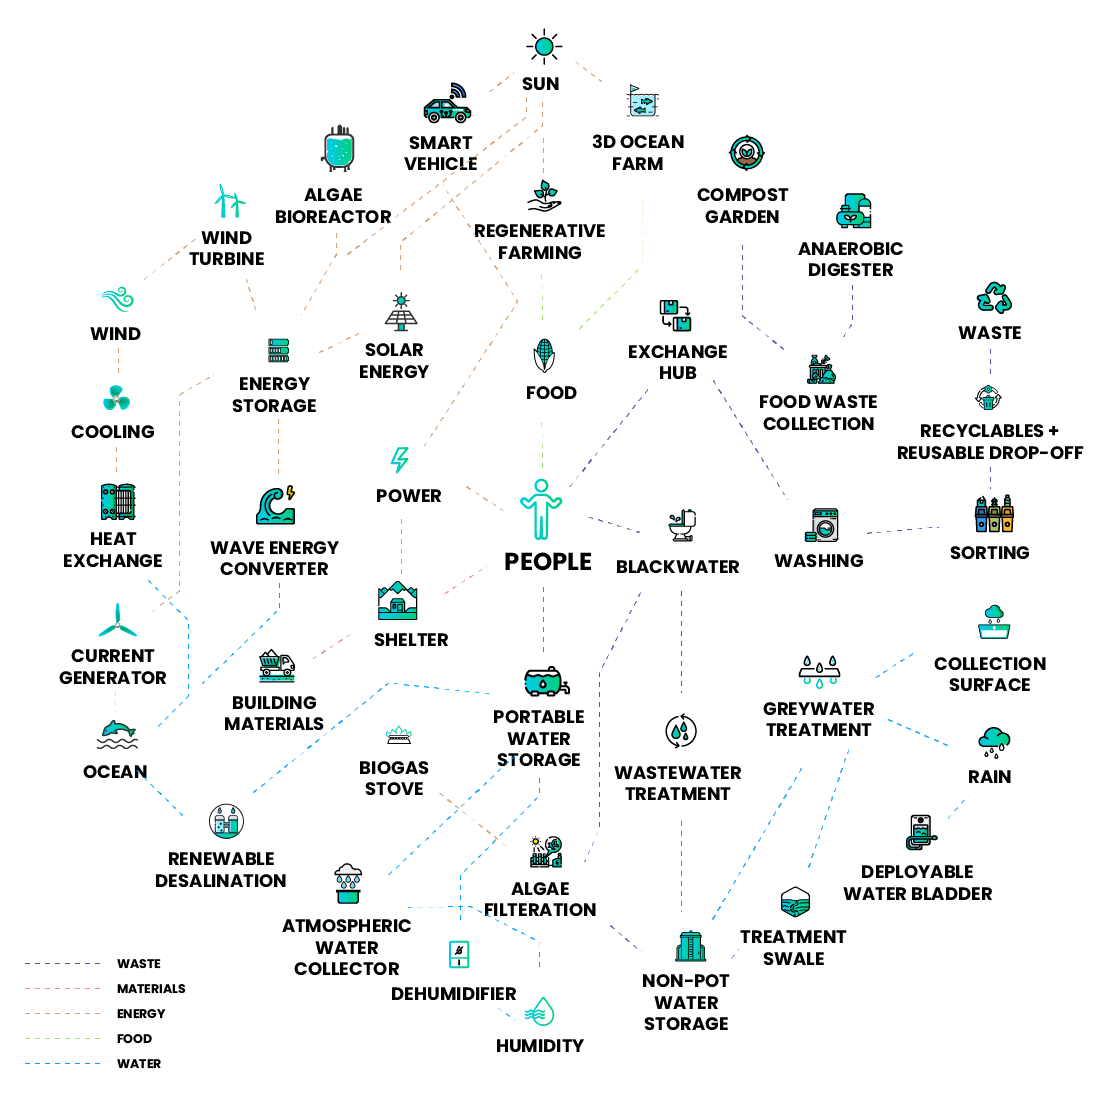 SUN
SMART
VEHICLE
3D OCEAN
FARM
ALGAE
BIOREACTOR
COMPOST
GARDEN
WIND
TURBINE
REGENERATIVE
FARMING
ANAEROBIC
DIGESTER
WIND
SOLAR
ENERGY
EXCHANGE
HUB
WASTE
ENERGY
STORAGE
FOOD
FOOD WASTE
COLLECTION
COOLING
RECYCLABLES +
REUSABLE DROP-OFF
POWER
HEAT
EXCHANGE
WAVE ENERGY
CONVERTER
PEOPLE
BLACKWATER
WASHING
SORTING
SHELTER
CURRENT
GENERATOR
COLLECTION
SURFACE
BUILDING
MATERIALS
PORTABLE
WATER
STORAGE
GREYWATER
TREATMENT
OCEAN
BIOGAS
STOVE
WASTEWATER
TREATMENT
RAIN
RENEWABLE
DESALINATION
ALGAE
FILTERATION
DEPLOYABLE
WATER BLADDER
ATMOSPHERIC
WATER
COLLECTOR
TREATMENT
SWALE
DEHUMIDIFIER
NON-POT
WATER
STORAGE
HUMIDITY
WASTE
MATERIALS
ENERGY
FOOD
WATER